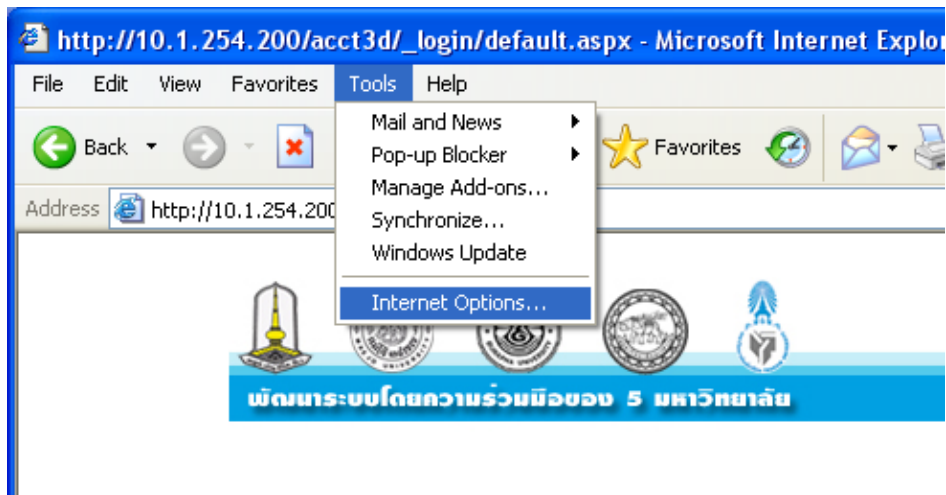 http://10.1.254.200/acct3d/_login/default.aspx - Microsoft Internet Explor
File Edit View Favorites Tools Help
Back Favorites
Mail and News
Pop-up Blocker
Manage Add-ons...
Synchronize...
Windows Update
Internet Options...
Address http://10.1.254.200
พัฒนาระบบโดยความร่วมมือของ 5 มหาวิทยาลัย